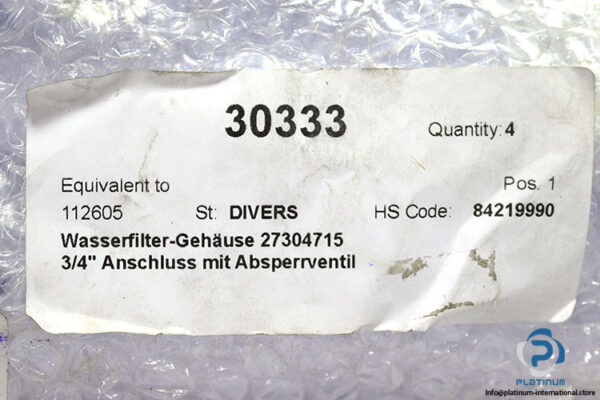 30333
Quantity: 4
Equivalent to
Pos. 1
112605 St: DIVERS HS Code: 84219990
Wasserfilter-Gehäuse 27304715
3/4" Anschluss mit Absperrventil
PLATINUM
info@platinum-international.store